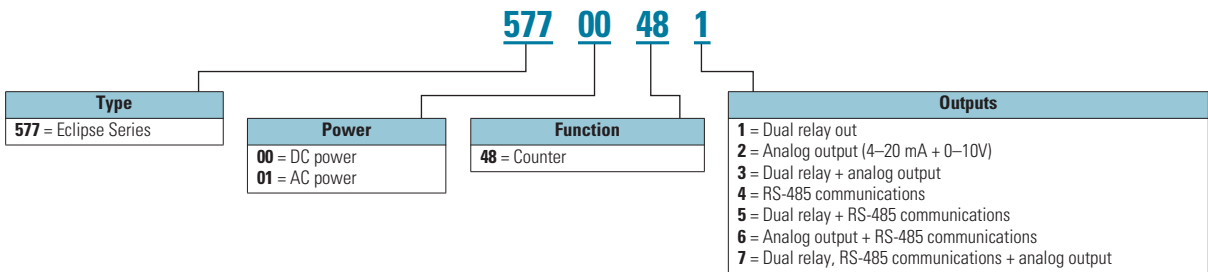 577 00 48 1
Type
577 = Eclipse Series
Power
00 = DC power
01 = AC power
Function
48 = Counter
Outputs
1 = Dual relay out
2 = Analog output (4–20 mA + 0–10V)
3 = Dual relay + analog output
4 = RS-485 communications
5 = Dual relay + RS-485 communications
6 = Analog output + RS-485 communications
7 = Dual relay, RS-485 communications + analog output